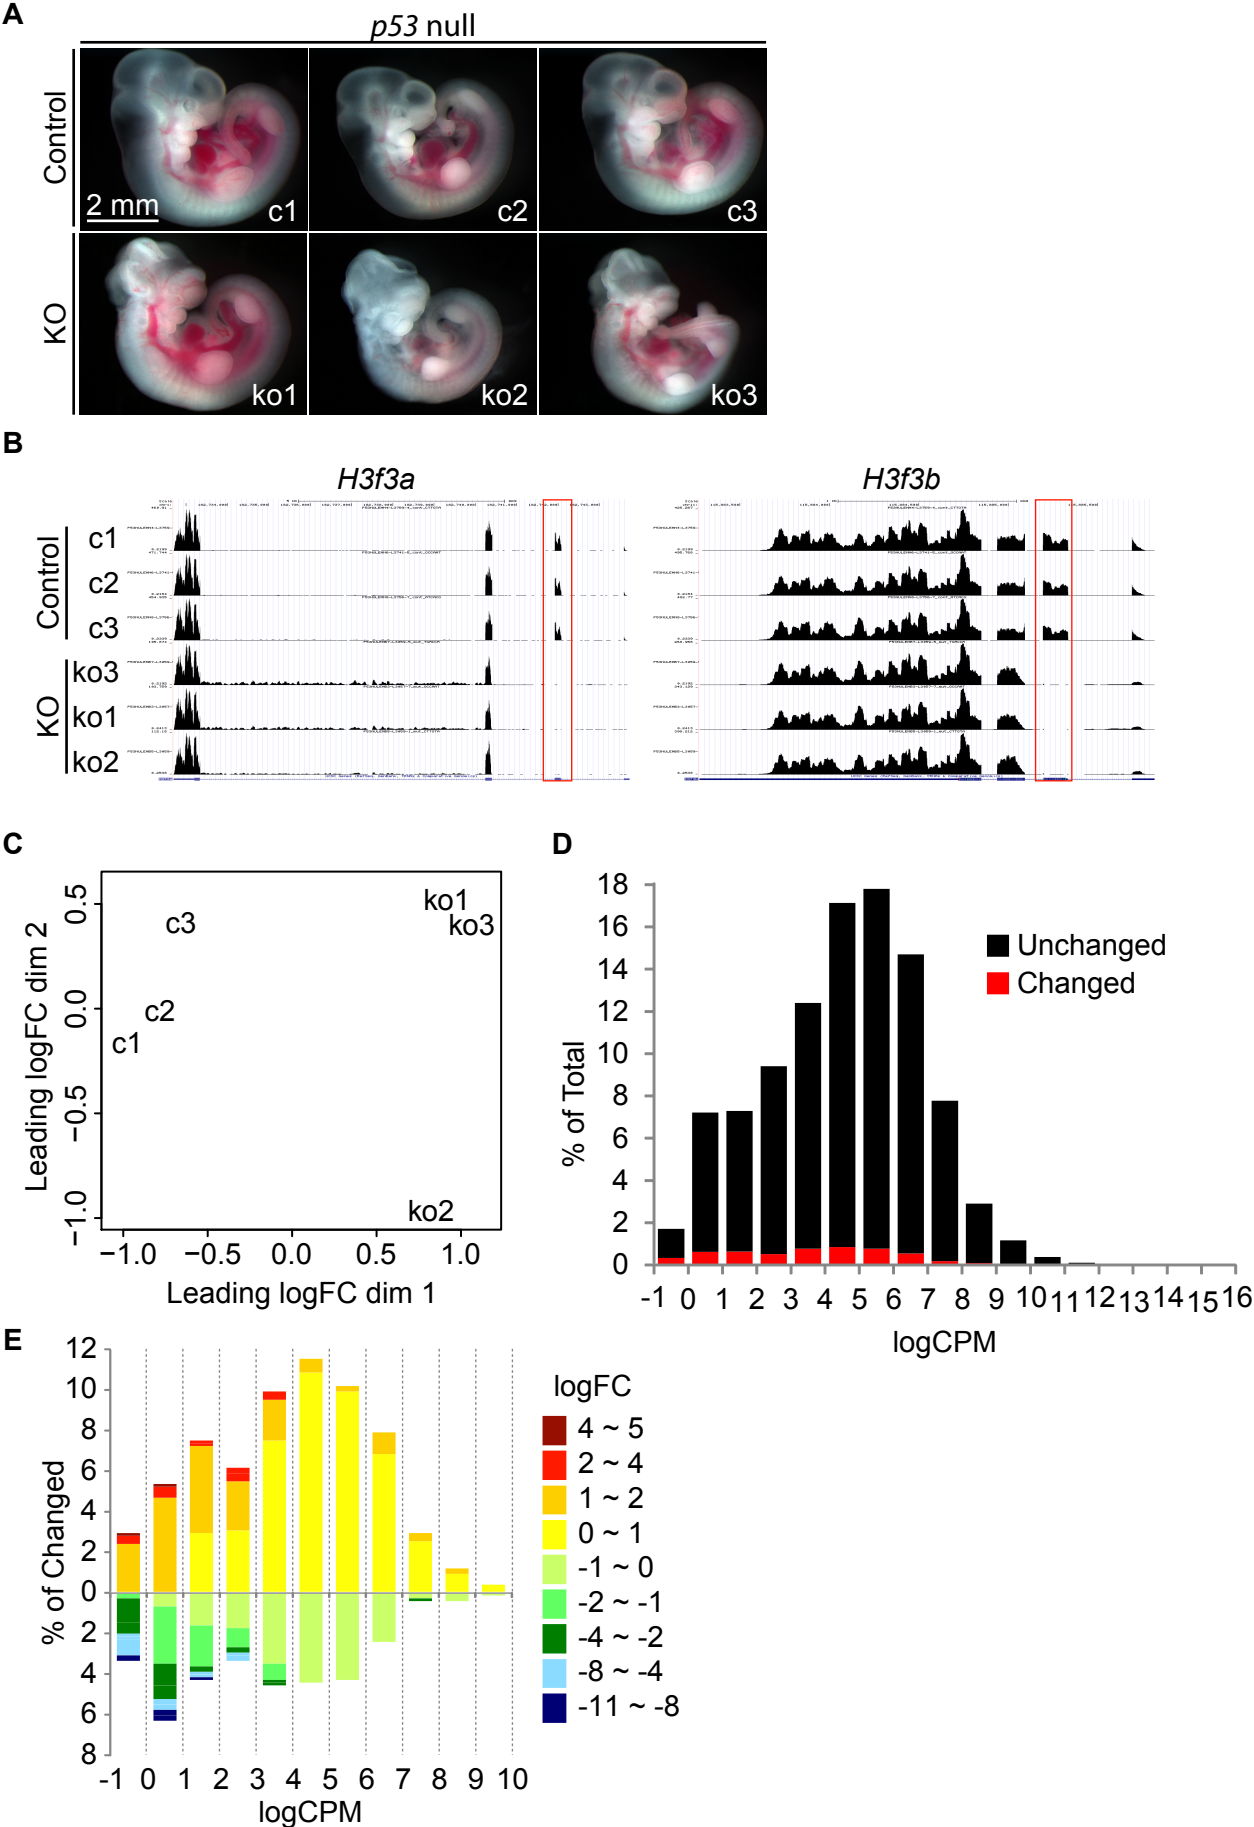 A
p53 null
Control
2 mm
c1
c2
c3
KO
ko1
ko2
ko3
B
H3f3a
H3f3b
Control
c1
c2
c3
KO
ko3
ko1
ko2
C
Leading logFC dim 2
0.5
0.0
−0.5
−1.0
c3
c2
c1
ko1
ko3
ko2
−1.0 −0.5 0.0 0.5 1.0
Leading logFC dim 1
D
% of Total
18
16
14
12
10
8
6
4
2
0
Unchanged
Changed
-1 0 1 2 3 4 5 6 7 8 9 10 11 12 13 14 15 16
logCPM
E
% of Changed
12
10
8
6
4
2
0
2
4
6
8
-1 0 1 2 3 4 5 6 7 8 9 10
logCPM
logFC
4 ~ 5
2 ~ 4
1 ~ 2
0 ~ 1
-1 ~ 0
-2 ~ -1
-4 ~ -2
-8 ~ -4
-11 ~ -8